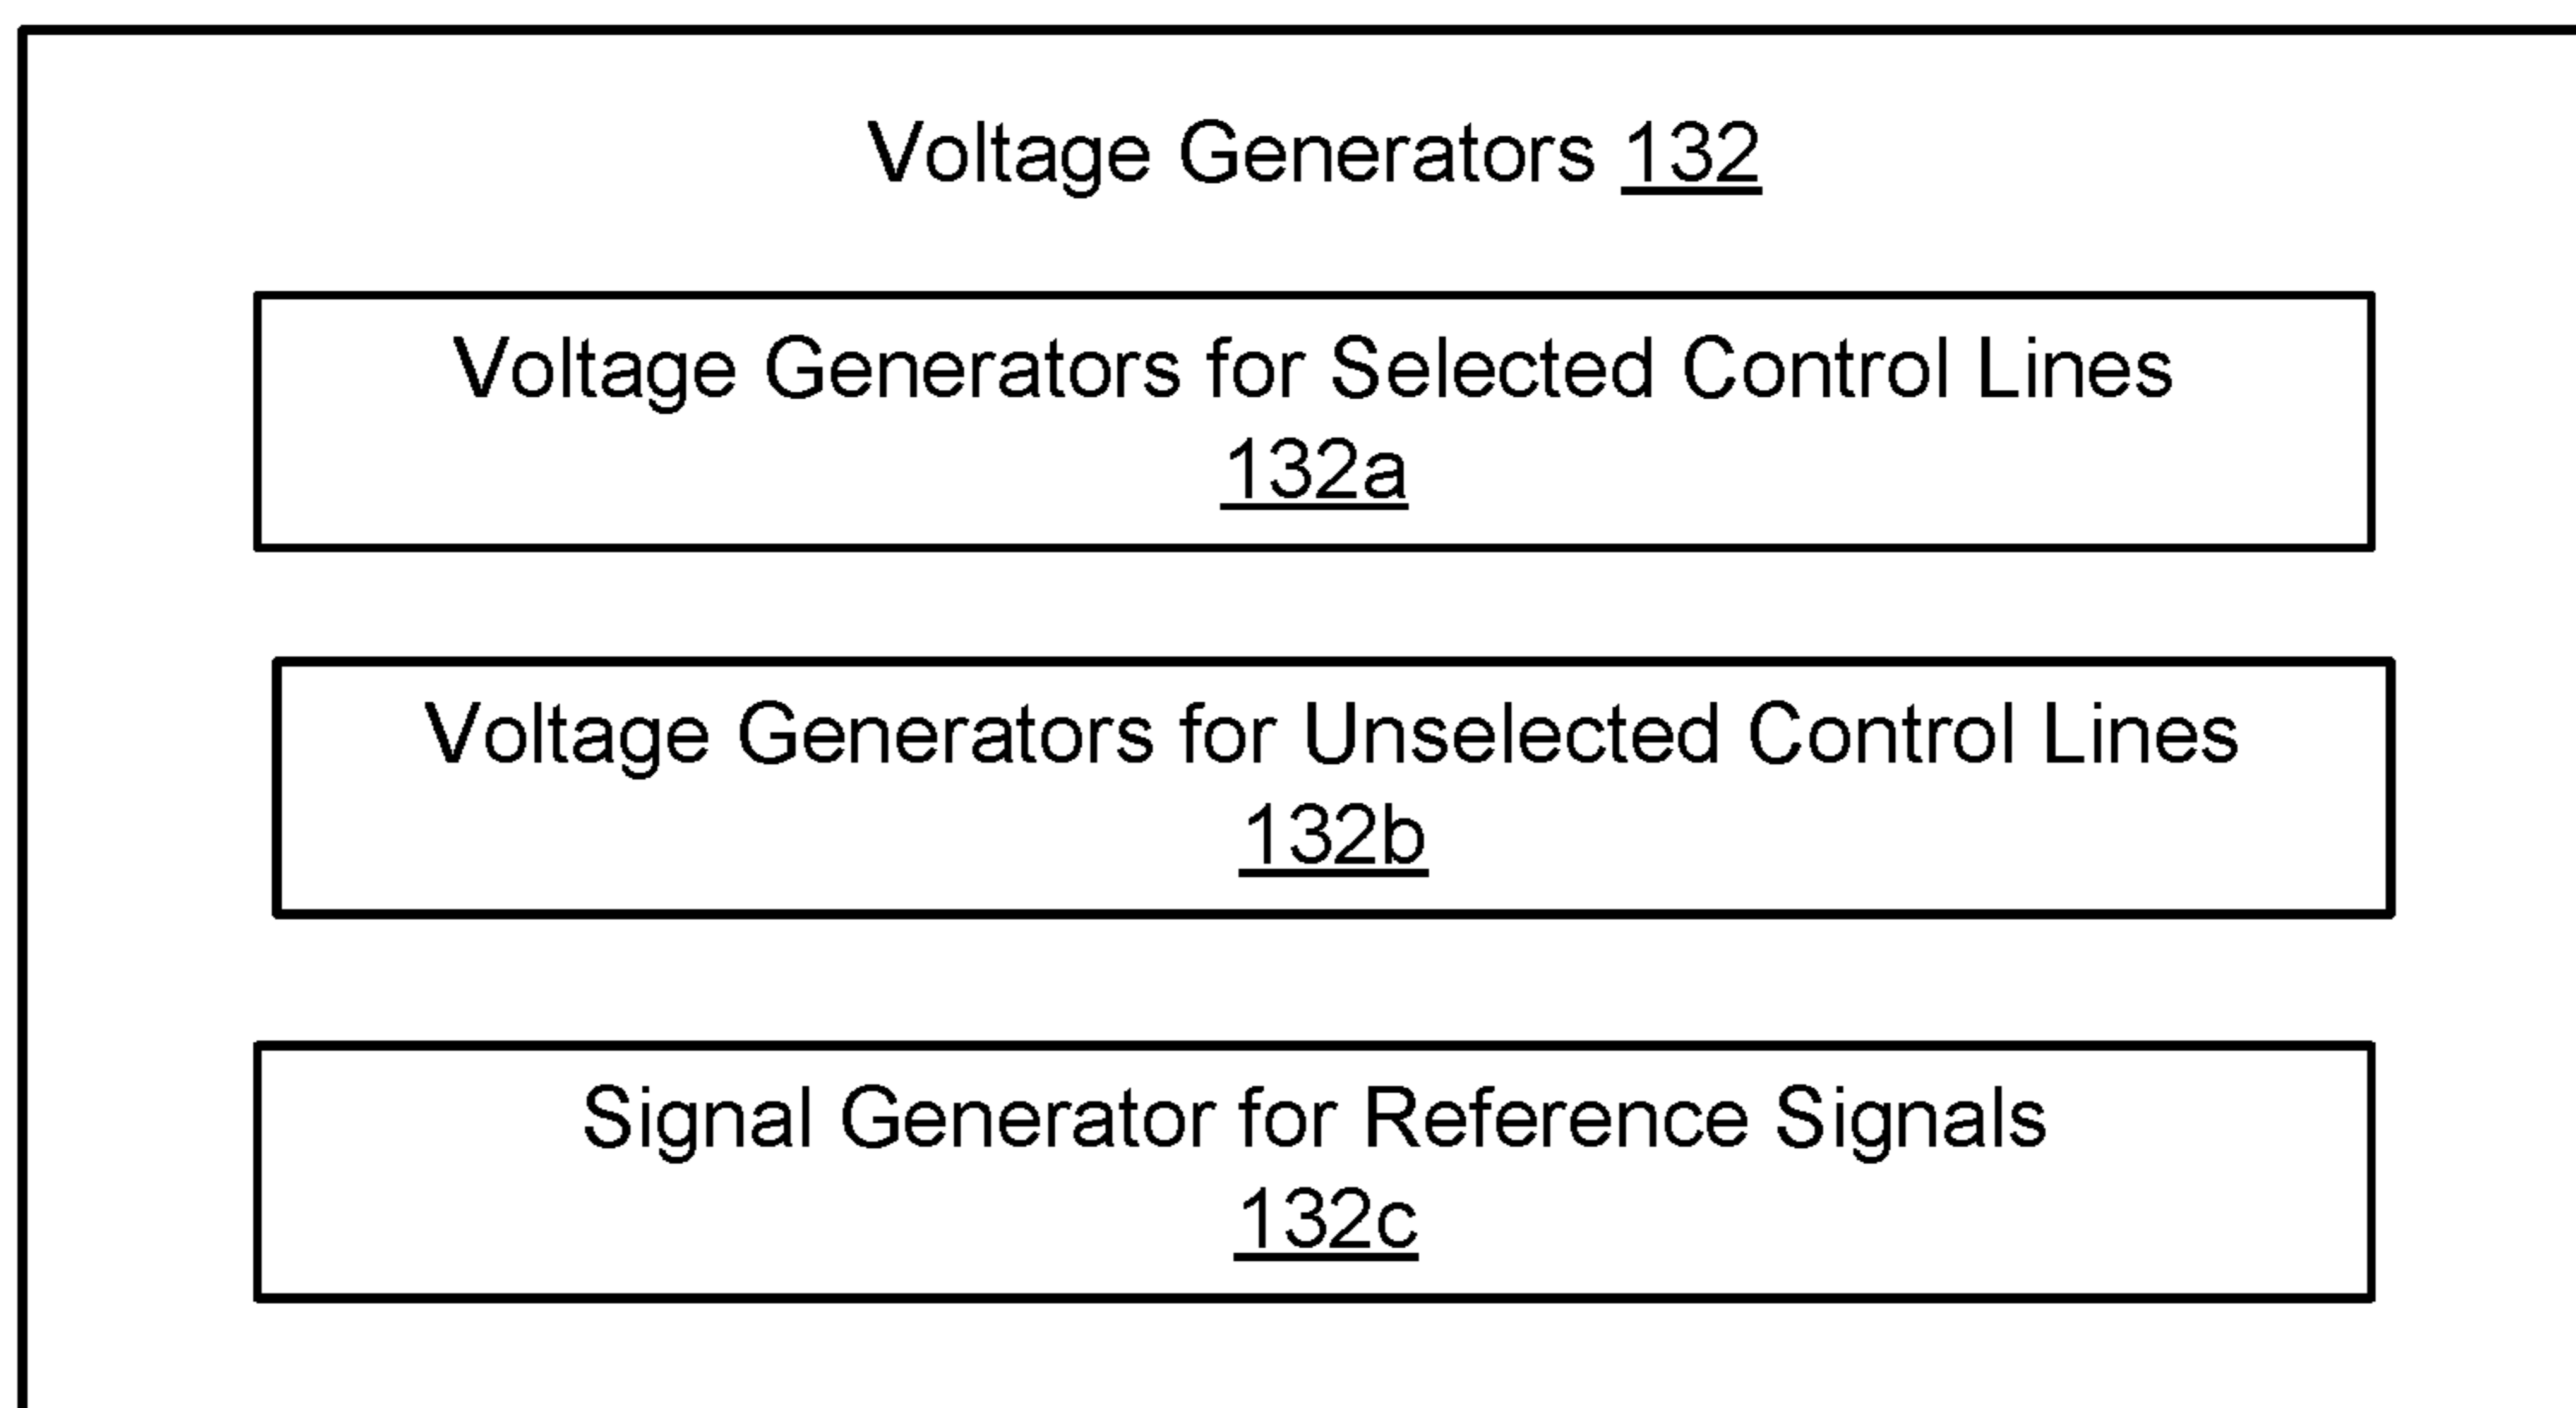 Voltage Generators 132
Voltage Generators for Selected Control Lines
132a
Voltage Generators for Unselected Control Lines
132b
Signal Generator for Reference Signals
132c